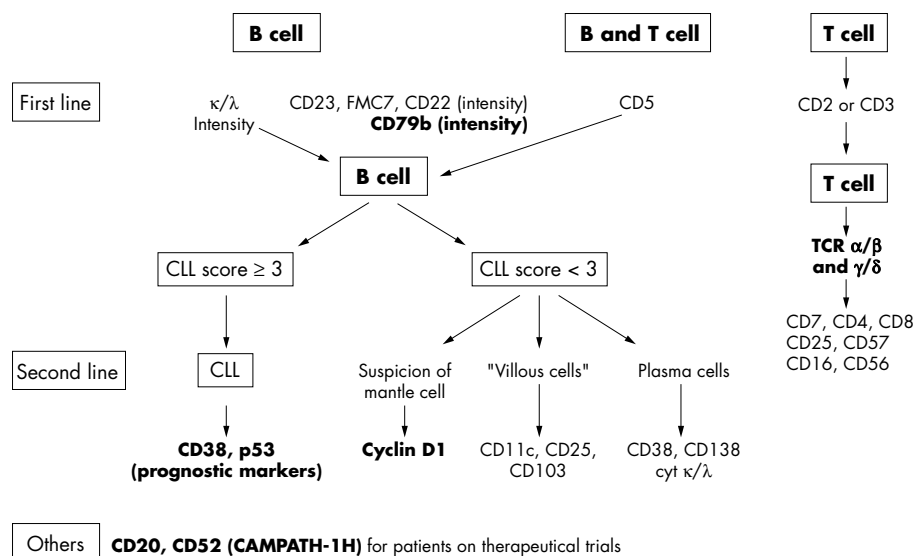 B cell
B and T cell
T cell
First line
κ/λ
Intensity
CD23, FMC7, CD22 (intensity)
CD79b (intensity)
CD5
CD2 or CD3
B cell
T cell
CLL score ≥ 3
CLL score < 3
TCR α/β
and γ/δ
CD7, CD4, CD8
CD25, CD57
CD16, CD56
Second line
CLL
Suspicion of
mantle cell
"Villous cells"
Plasma cells
CD38, p53
(prognostic markers)
Cyclin D1
CD11c, CD25,
CD103
CD38, CD138
cyt κ/λ
Others
CD20, CD52 (CAMPATH-1H) for patients on therapeutical trials